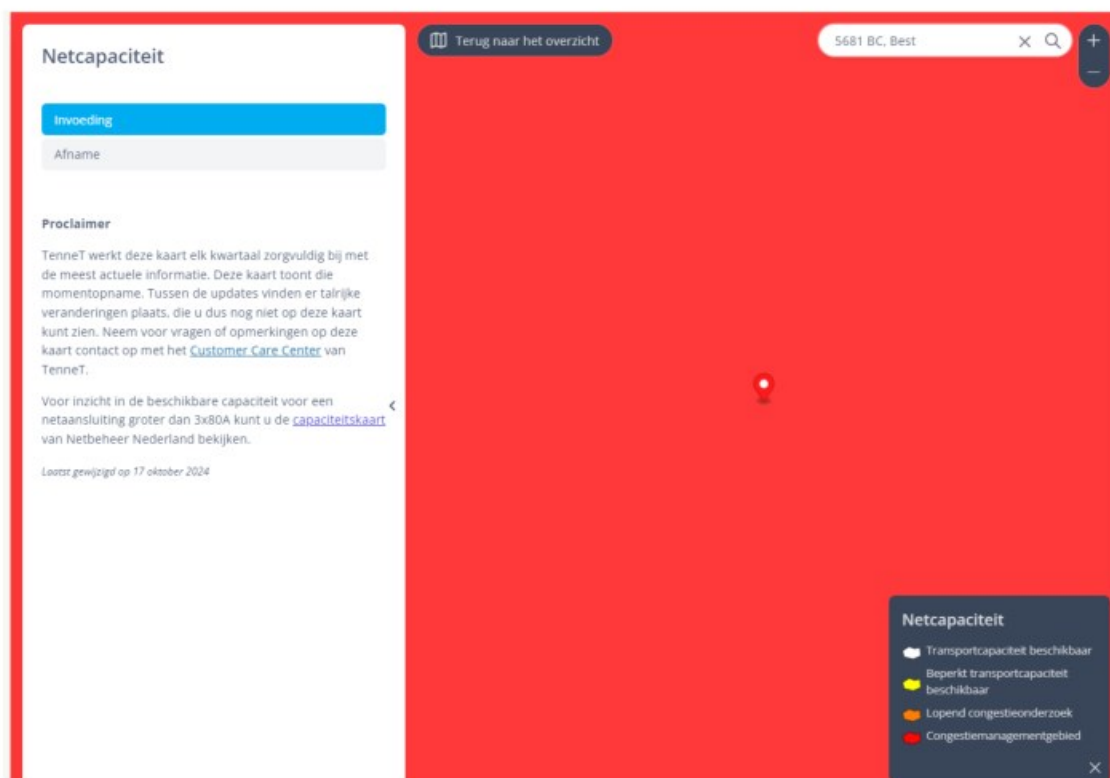 Netcapaciteit
Invoeding
Afname
Proclaimer
TenneT werkt deze kaart elk kwartaal zorgvuldig bij met
de meest actuele informatie. Deze kaart toont die
momentopname. Tussen de updates vinden er talrijke
veranderingen plaats, die u dus nog niet op deze kaart
kunt zien. Neem voor vragen of opmerkingen op deze
kaart contact op met het Customer Care Center van
TenneT.
Voor inzicht in de beschikbare capaciteit voor een
netaansluiting groter dan 3x80A kunt u de capaciteitskaart
van Netbeheer Nederland bekijken.
Laatst gewijzigd op 17 oktober 2024
Terug naar het overzicht
5681 BC, Best
Netcapaciteit
Transportcapaciteit beschikbaar
Beperkt transportcapaciteit
beschikbaar
Lopend congestieonderzoek
Congestiemanagementgebied